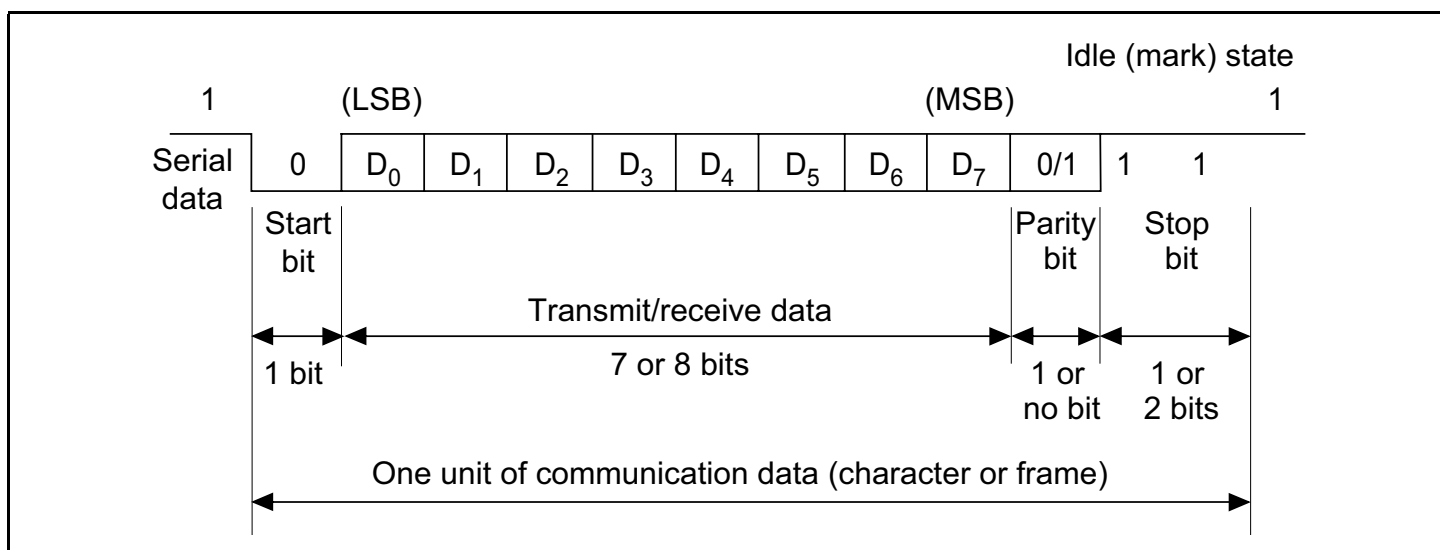 Idle (mark) state
1 (LSB) (MSB) 1
Serial data
0 D₀ D₁ D₂ D₃ D₄ D₅ D₆ D₇ 0/1 1 1
Start
bit
Parity
bit
Stop
bit
Transmit/receive data
1 bit
7 or 8 bits
1 or
no bit
1 or
2 bits
One unit of communication data (character or frame)